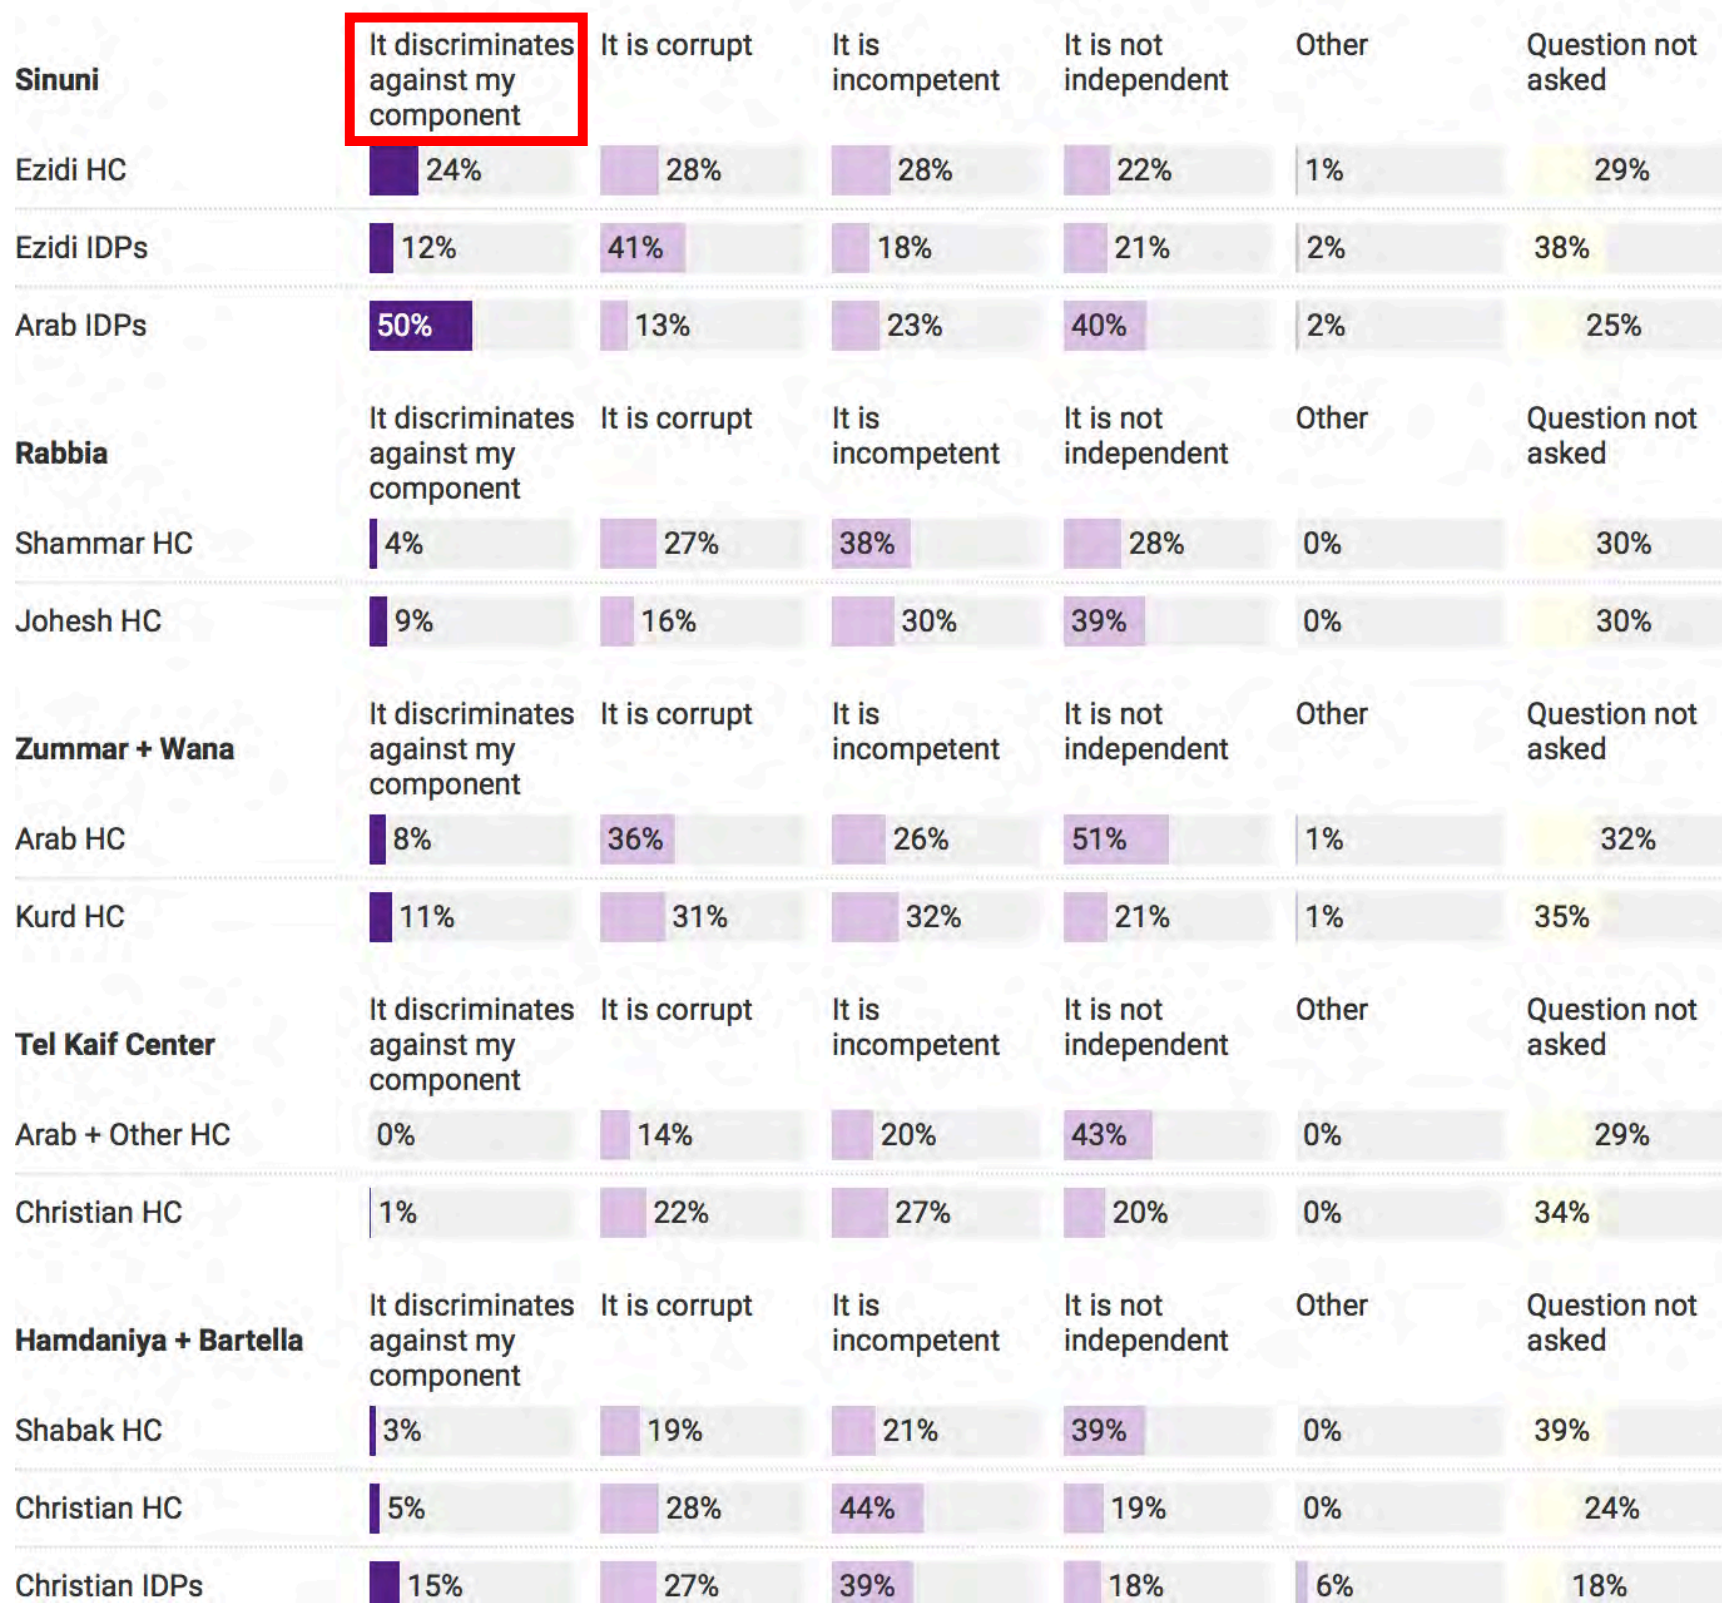 Sinuni
It discriminates against my component
It is corrupt
It is incompetent
It is not independent
Other
Question not asked
Ezidi HC 24% 28% 28% 22% 1% 29%
Ezidi IDPs 12% 41% 18% 21% 2% 38%
Arab IDPs 50% 13% 23% 40% 2% 25%
Rabbia
It discriminates against my component
It is corrupt
It is incompetent
It is not independent
Other
Question not asked
Shammar HC 4% 27% 38% 28% 0% 30%
Johesh HC 9% 16% 30% 39% 0% 30%
Zummar + Wana
It discriminates against my component
It is corrupt
It is incompetent
It is not independent
Other
Question not asked
Arab HC 8% 36% 26% 51% 1% 32%
Kurd HC 11% 31% 32% 21% 1% 35%
Tel Kaif Center
It discriminates against my component
It is corrupt
It is incompetent
It is not independent
Other
Question not asked
Arab + Other HC 0% 14% 20% 43% 0% 29%
Christian HC 1% 22% 27% 20% 0% 34%
Hamdaniya + Bartella
It discriminates against my component
It is corrupt
It is incompetent
It is not independent
Other
Question not asked
Shabak HC 3% 19% 21% 39% 0% 39%
Christian HC 5% 28% 44% 19% 0% 24%
Christian IDPs 15% 27% 39% 18% 6% 18%